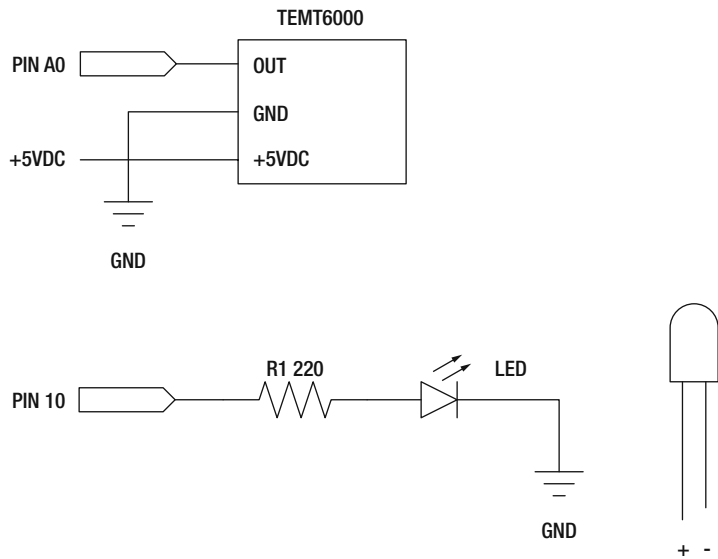 TEMT6000
PIN A0
OUT
GND
+5VDC
+5VDC
GND
R1 220
LED
PIN 10
GND
+ -